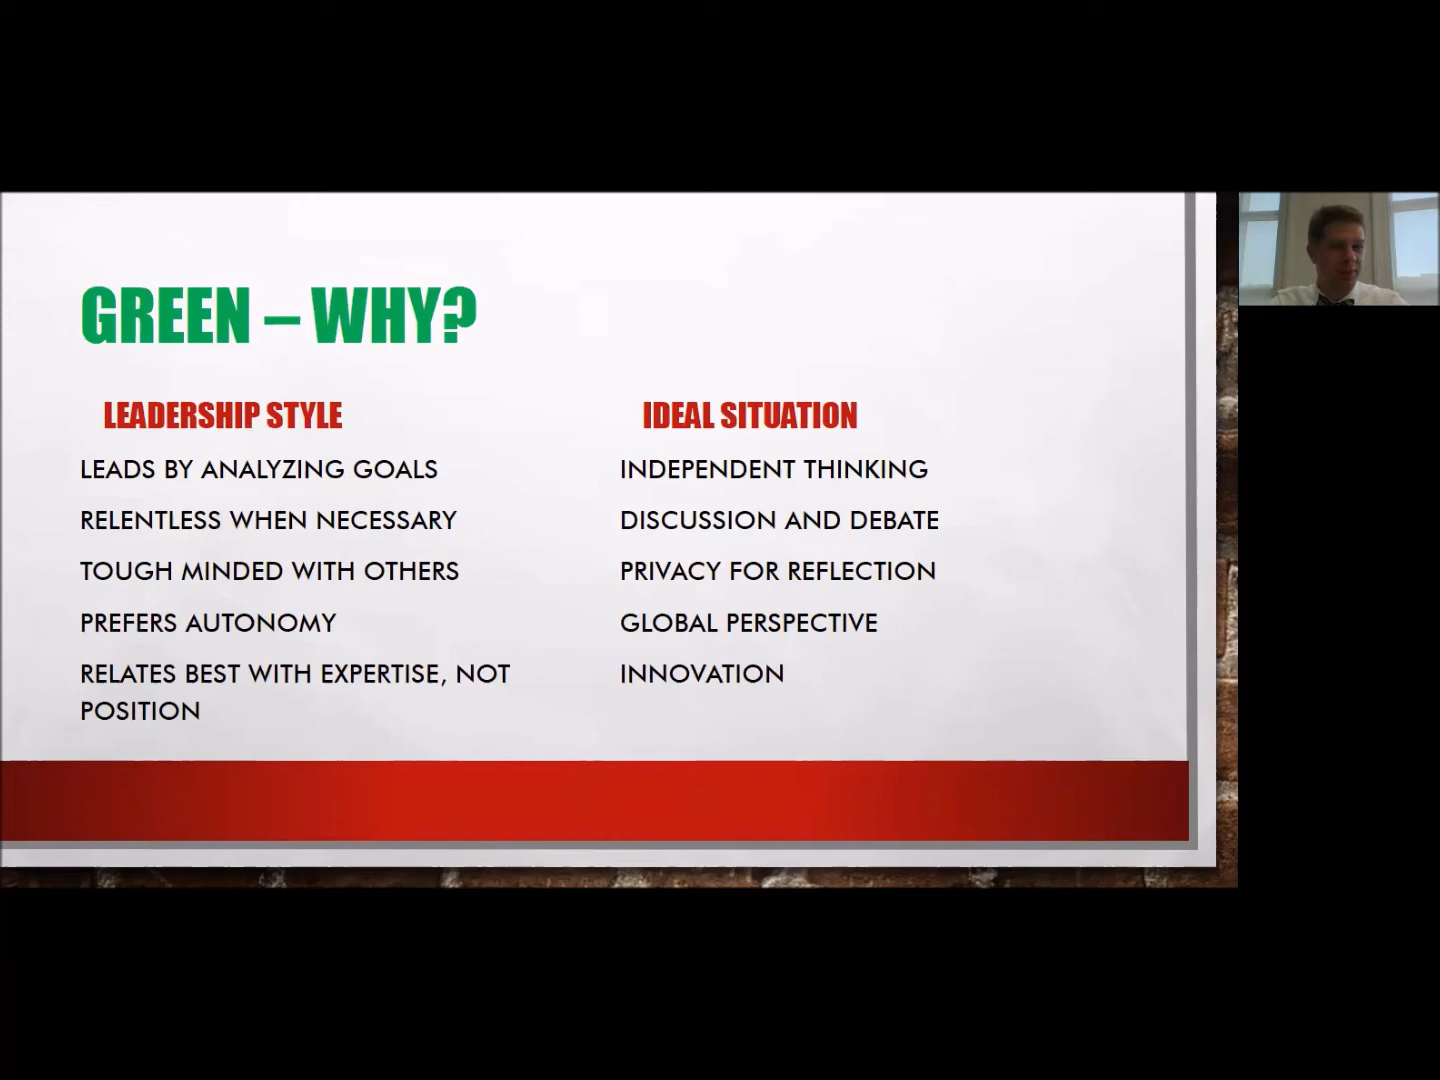 GREEN – WHY?
LEADERSHIP STYLE
LEADS BY ANALYZING GOALS
RELENTLESS WHEN NECESSARY
TOUGH MINDED WITH OTHERS
PREFERS AUTONOMY
RELATES BEST WITH EXPERTISE, NOT
POSITION
IDEAL SITUATION
INDEPENDENT THINKING
DISCUSSION AND DEBATE
PRIVACY FOR REFLECTION
GLOBAL PERSPECTIVE
INNOVATION